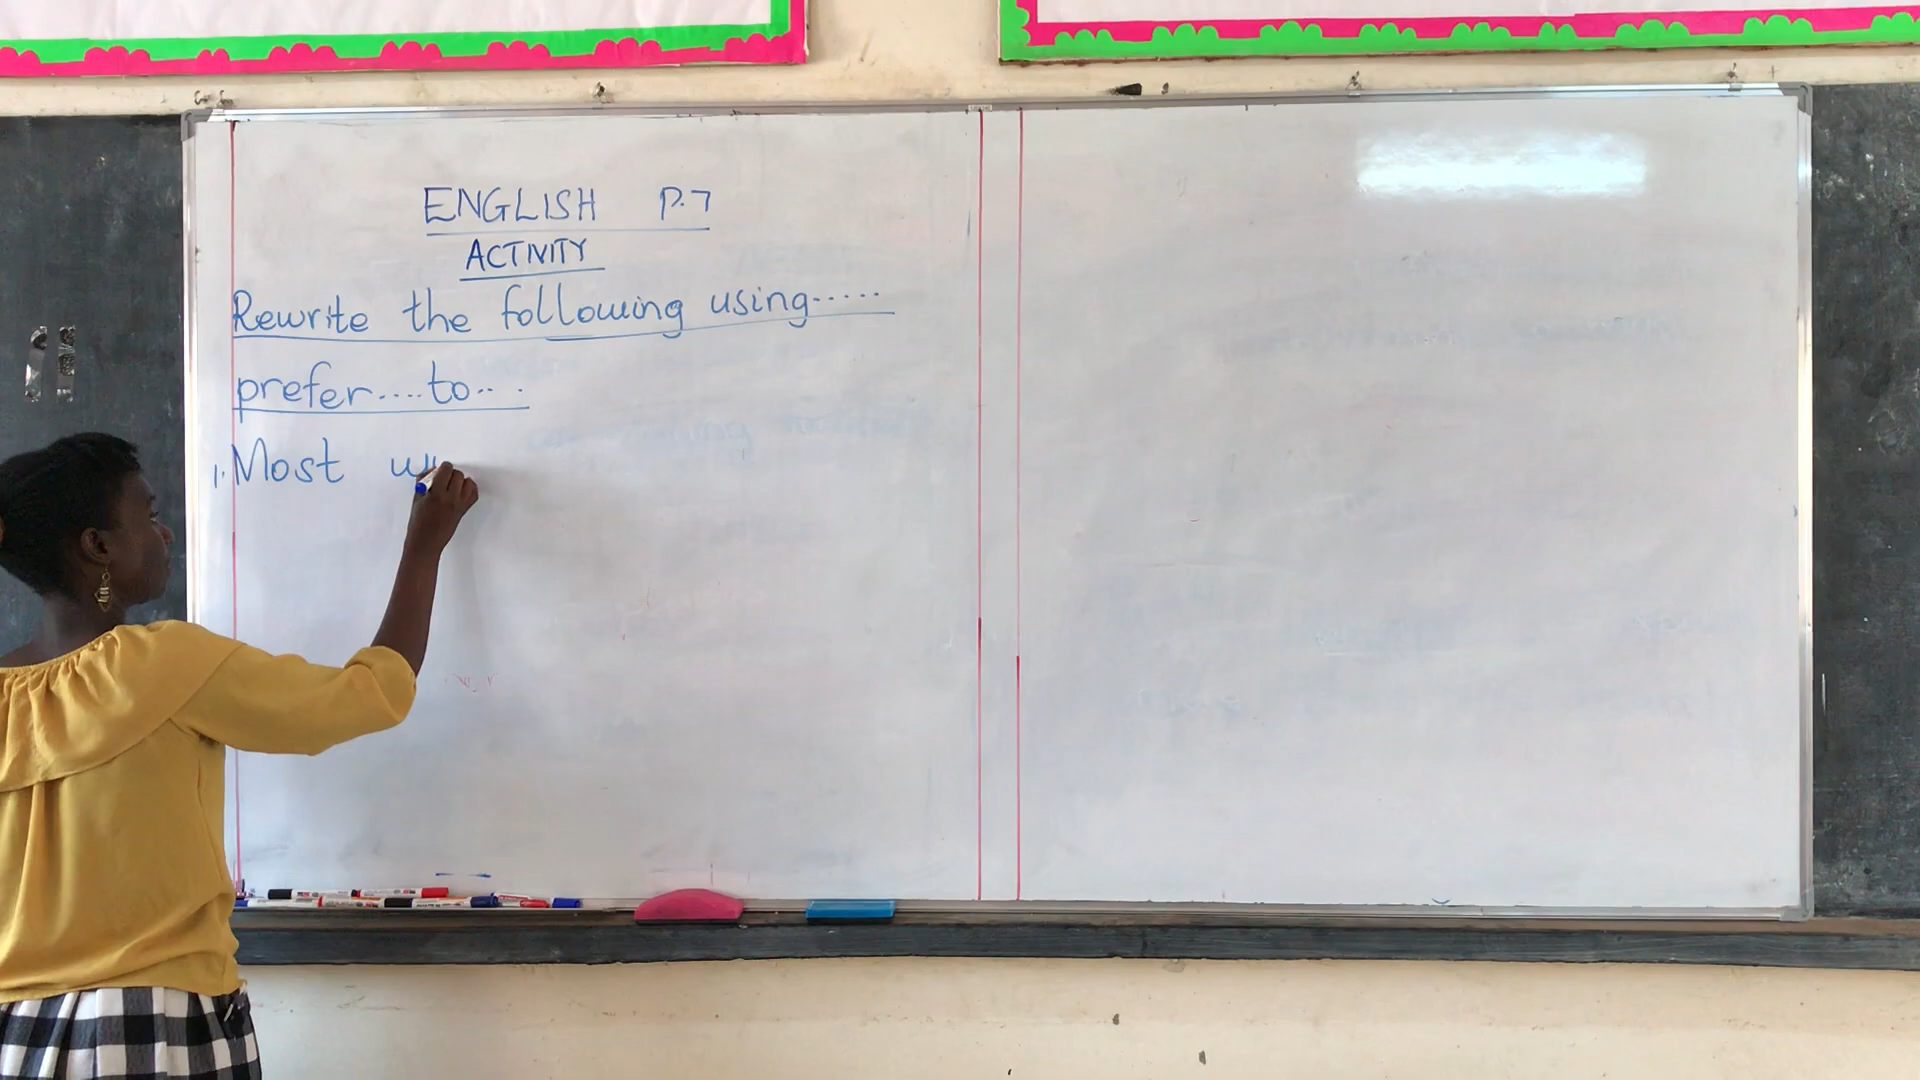 ENGLISH P.7
ACTIVITY
Rewrite the following using.....
prefer....to...
1. Most